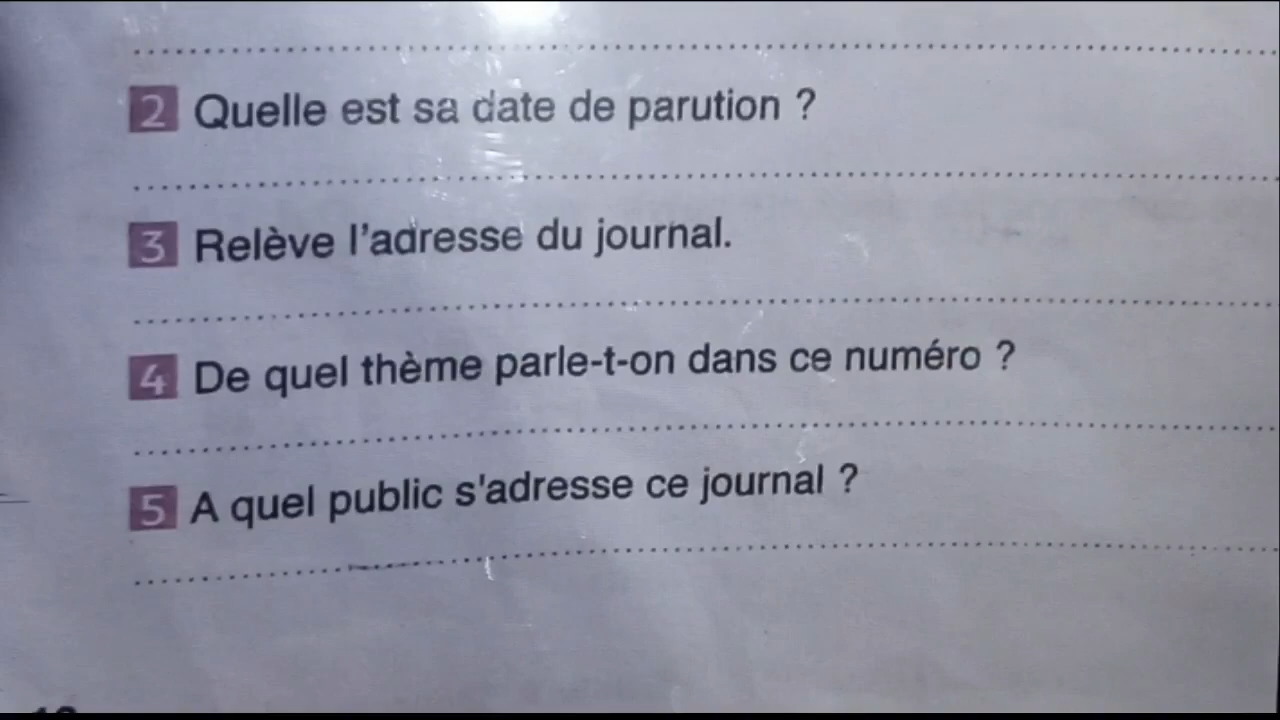 2 Quelle est sa date de parution ?
3 Relève l'adresse du journal.
4 De quel thème parle-t-on dans ce numéro ?
5 A quel public s'adresse ce journal ?